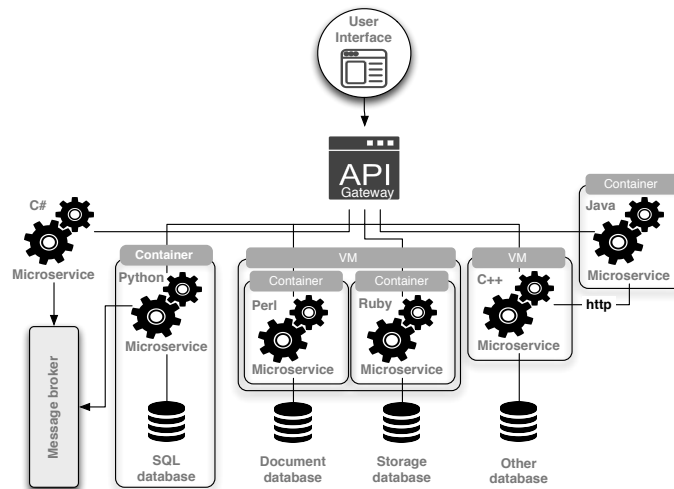 User
Interface
API
Gateway
C#
Microservice
Container
Python
Microservice
VM
Container
Perl
Microservice
Container
Ruby
Microservice
VM
C++
Microservice
Container
Java
Microservice
http
Message broker
SQL
database
Document
database
Storage
database
Other
database